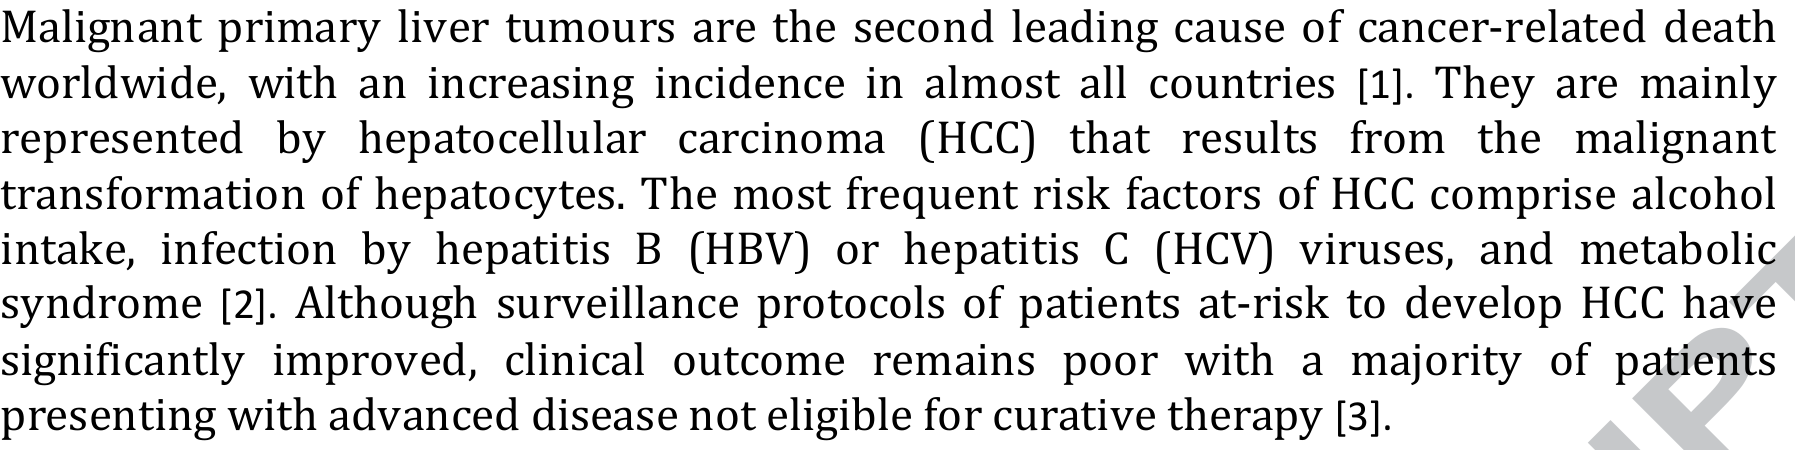 Malignant primary liver tumours are the second leading cause of cancer-related death
worldwide, with an increasing incidence in almost all countries [1]. They are mainly
represented by hepatocellular carcinoma (HCC) that results from the malignant
transformation of hepatocytes. The most frequent risk factors of HCC comprise alcohol
intake, infection by hepatitis B (HBV) or hepatitis C (HCV) viruses, and metabolic
syndrome [2]. Although surveillance protocols of patients at-risk to develop HCC have
significantly improved, clinical outcome remains poor with a majority of patients
presenting with advanced disease not eligible for curative therapy [3].